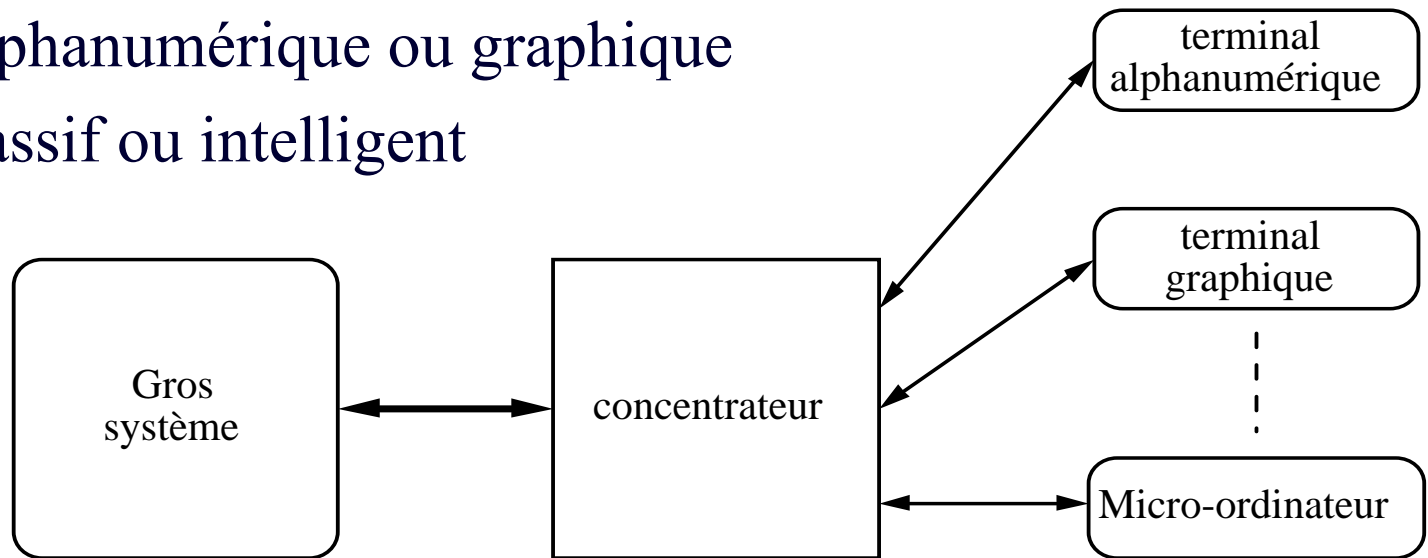 phanumérique ou graphique
assif ou intelligent
terminal
alphanumérique
terminal
graphique
Gros
système
concentrateur
Micro-ordinateur